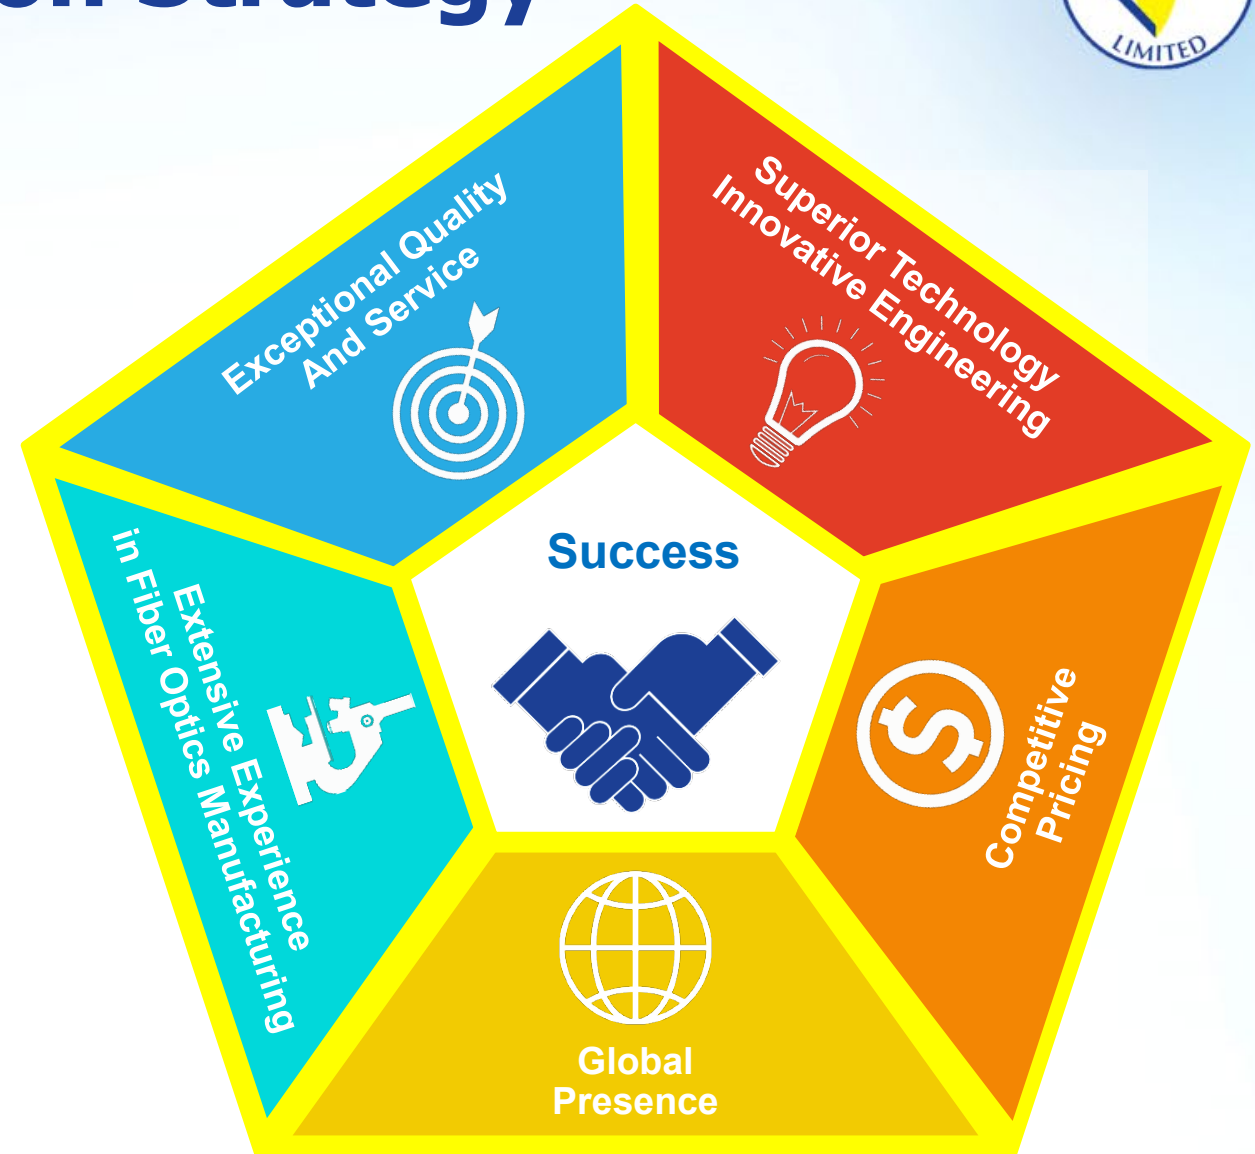 Strategy
LIMITED
Exceptional Quality
And Service
Superior Technology
Innovative Engineering
Extensive Experience
in Fiber Optics Manufacturing
Success
Competitive
Pricing
Global
Presence